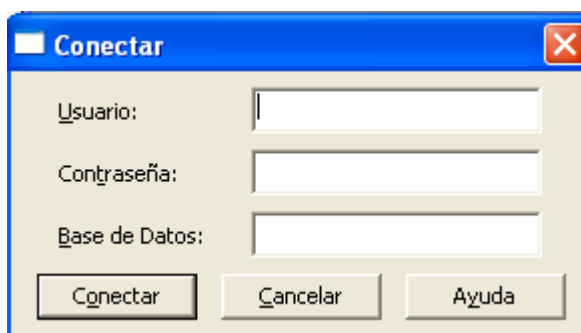 Conectar
Usuario:
Contraseña:
Base de Datos:
Conectar Cancelar Ayuda